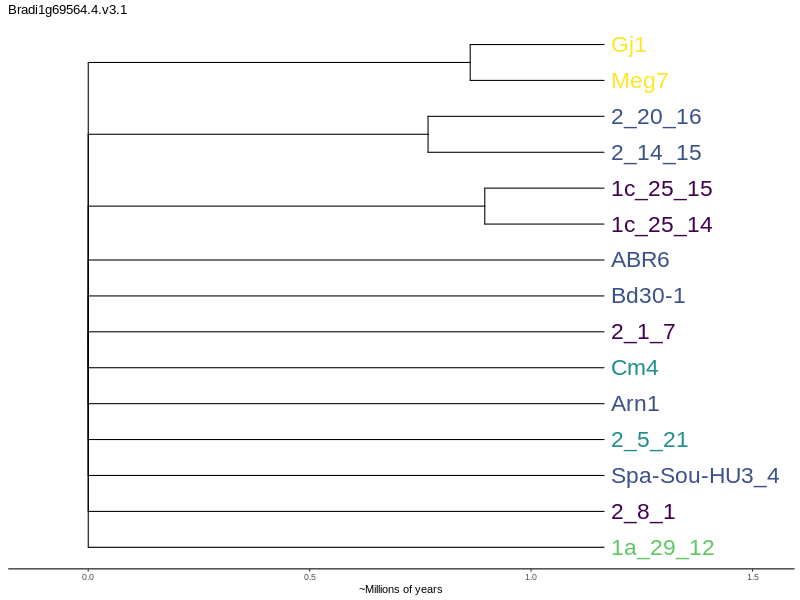 Bradi1g69564.4.v3.1
Gj1
Meg7
2_20_16
2_14_15
1c_25_15
1c_25_14
ABR6
Bd30-1
2_1_7
Cm4
Arn1
2_5_21
Spa-Sou-HU3_4
2_8_1
1a_29_12
0.0 0.5 1.0 1.5
~Millions of years